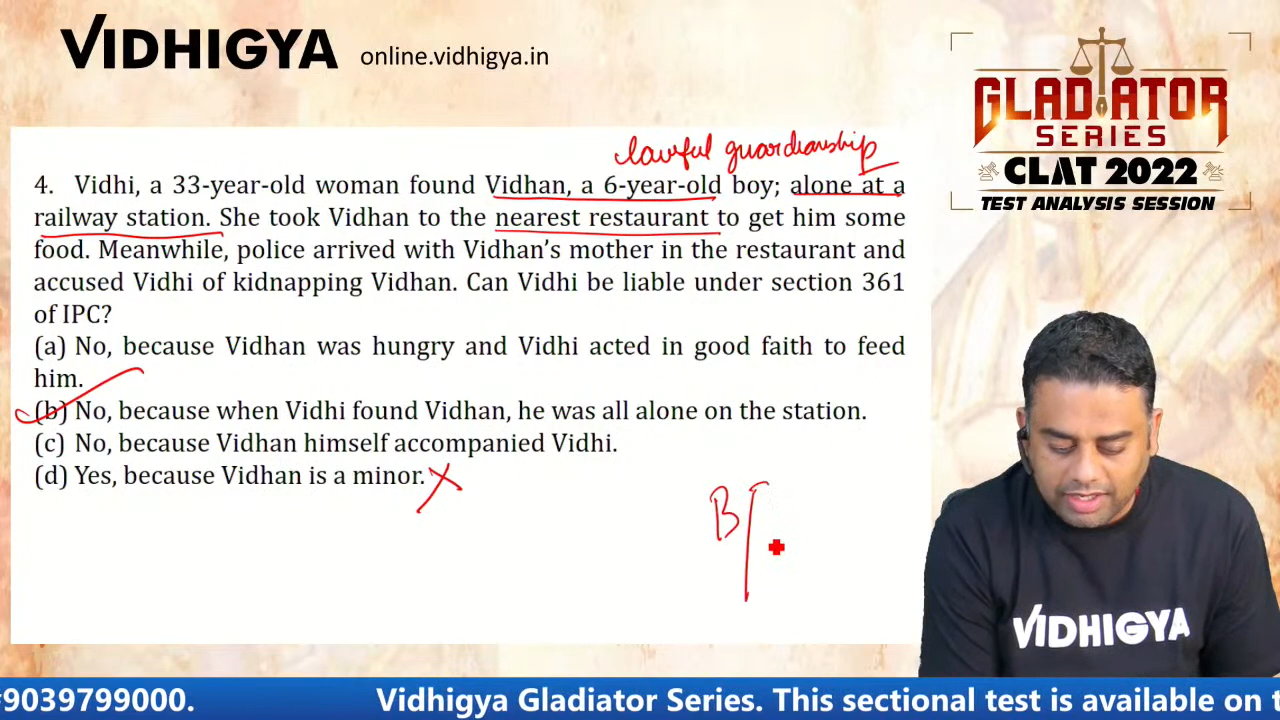 VIDHIGYA online.vidhigya.in
GLADIATOR
SERIES
CLAT 2022
TEST ANALYSIS SESSION
lawful guardianship
4. Vidhi, a 33-year-old woman found Vidhan, a 6-year-old boy; alone at a
railway station. She took Vidhan to the nearest restaurant to get him some
food. Meanwhile, police arrived with Vidhan’s mother in the restaurant and
accused Vidhi of kidnapping Vidhan. Can Vidhi be liable under section 361
of IPC?
(a) No, because Vidhan was hungry and Vidhi acted in good faith to feed
him.
(b) No, because when Vidhi found Vidhan, he was all alone on the station.
(c) No, because Vidhan himself accompanied Vidhi.
(d) Yes, because Vidhan is a minor.
B
VIDHIGYA
9039799000. Vidhigya Gladiator Series. This sectional test is available on